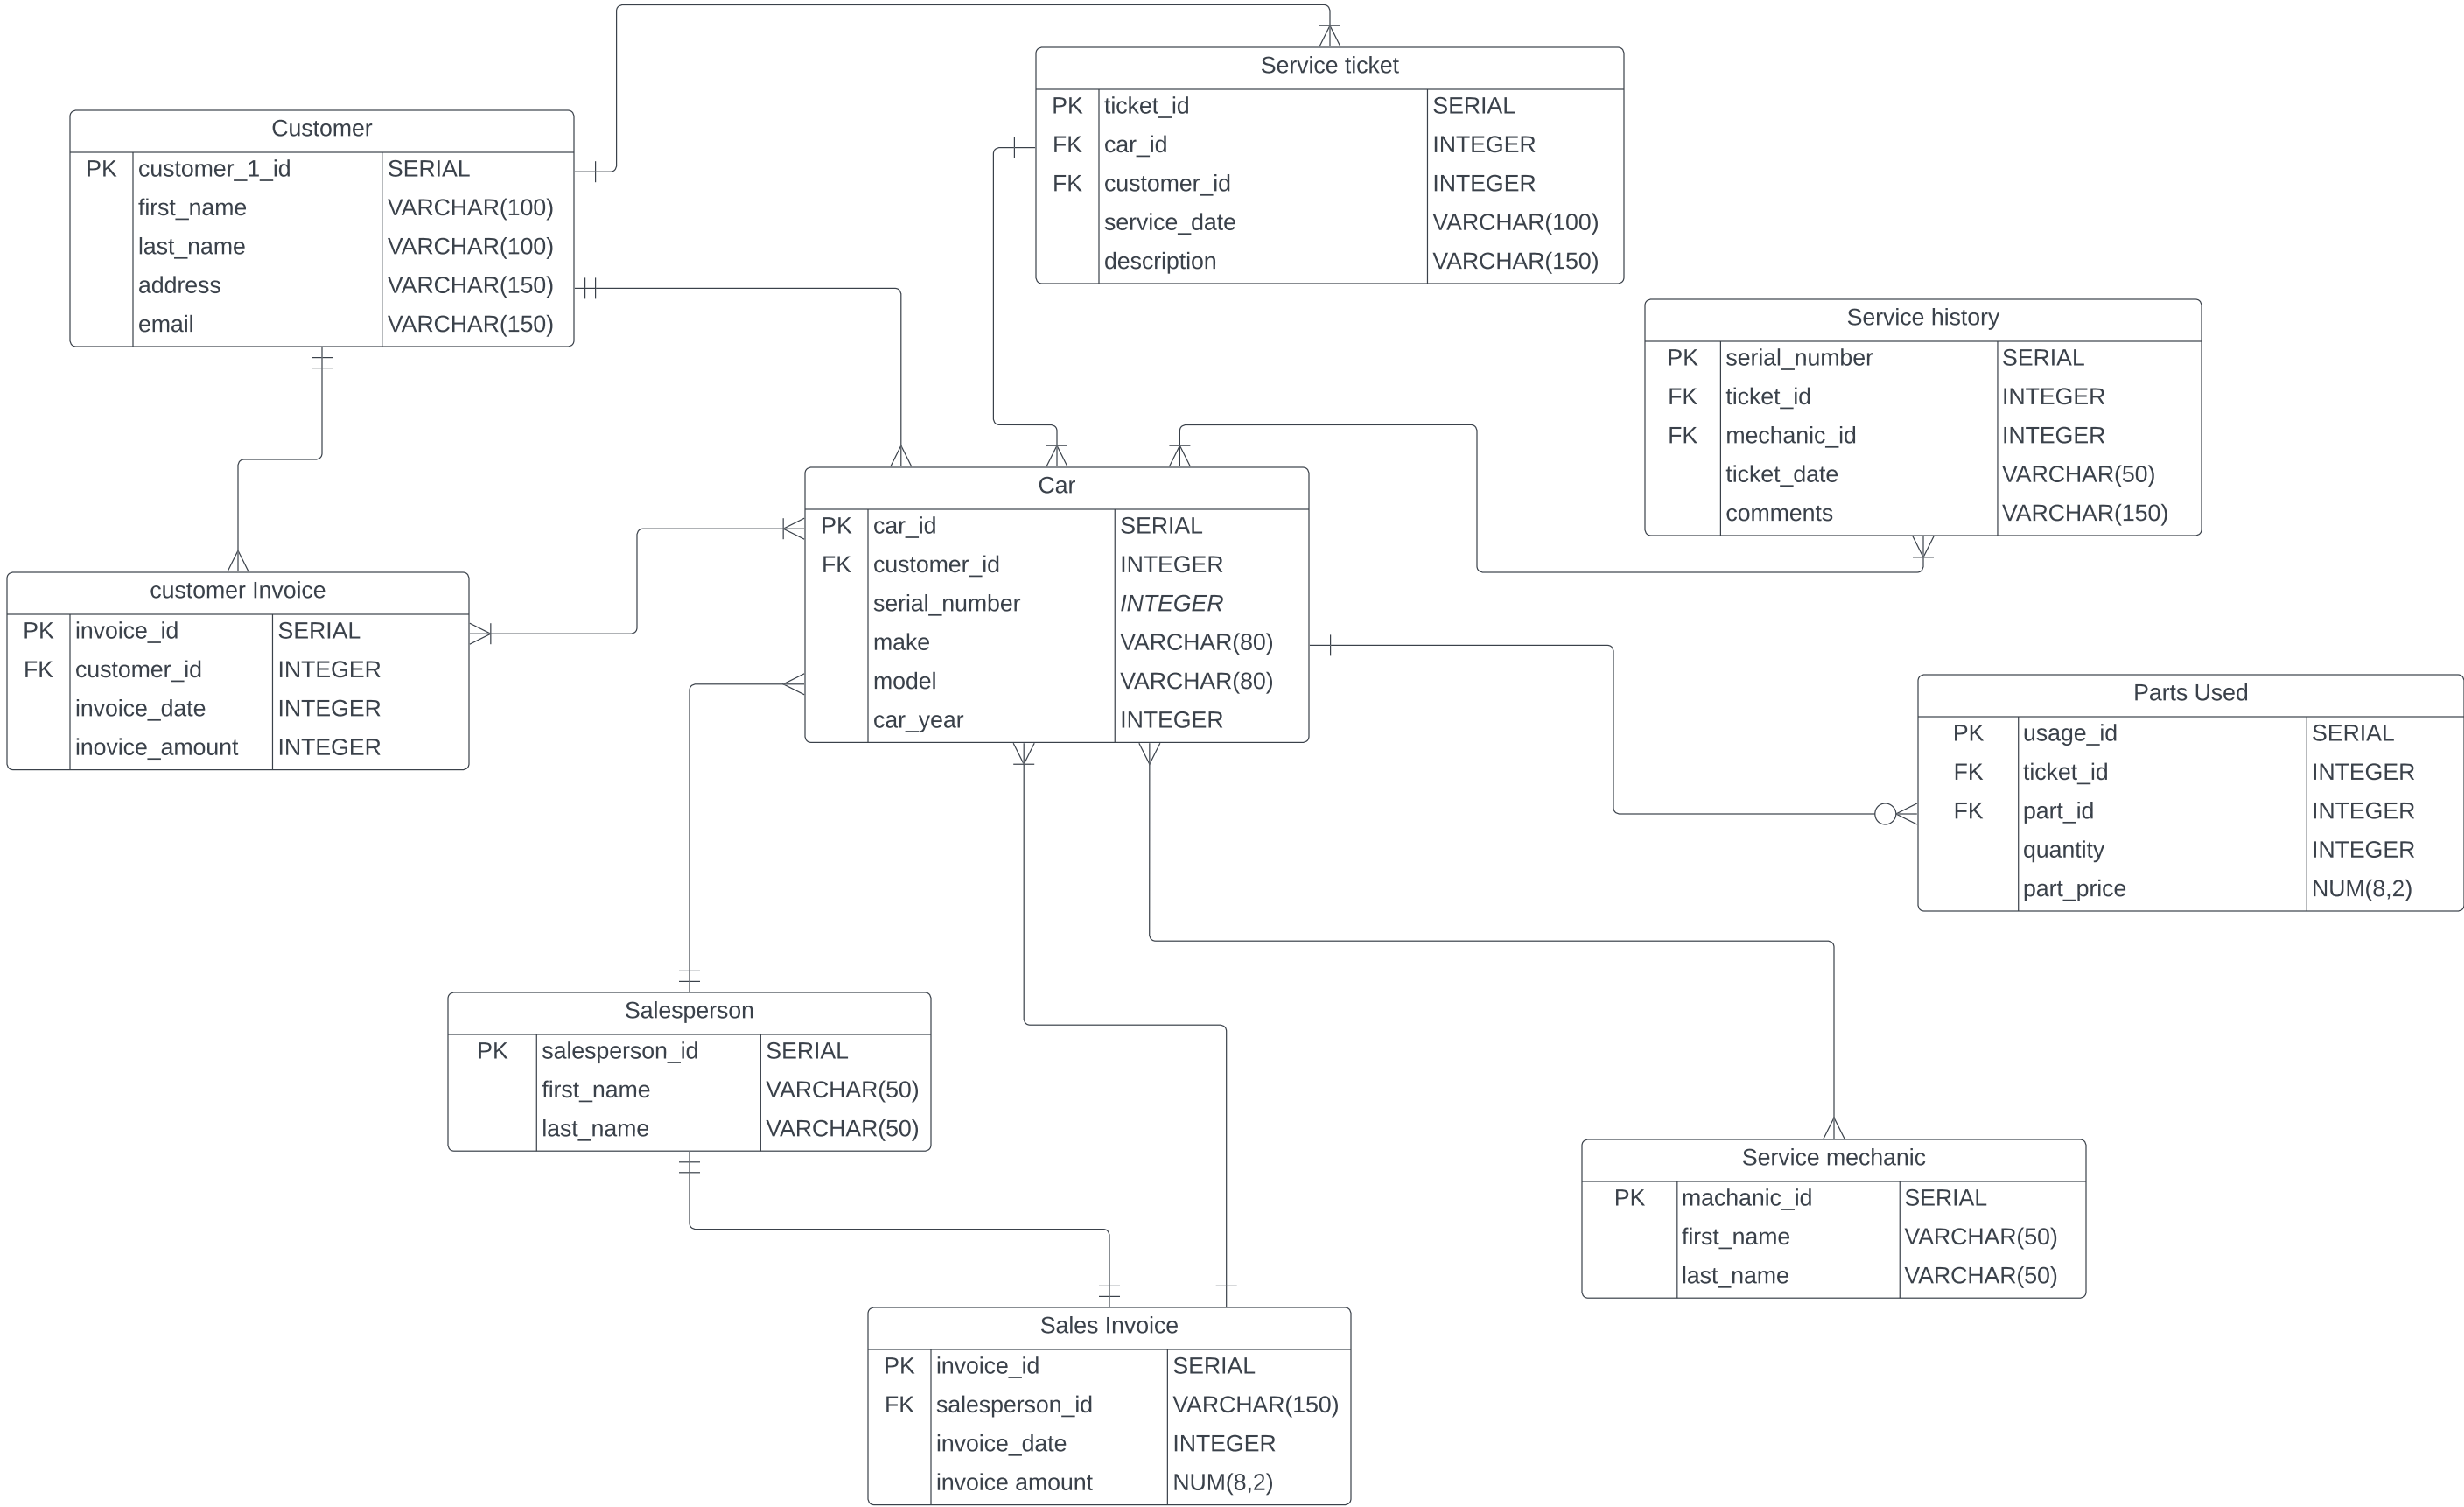 Service ticket
PK ticket_id SERIAL
FK car_id INTEGER
FK customer_id INTEGER
service_date VARCHAR(100)
description VARCHAR(150)
Customer
PK customer_1_id SERIAL
first_name VARCHAR(100)
last_name VARCHAR(100)
address VARCHAR(150)
email VARCHAR(150)
Service history
PK serial_number SERIAL
FK ticket_id INTEGER
FK mechanic_id INTEGER
ticket_date VARCHAR(50)
comments VARCHAR(150)
Car
PK car_id SERIAL
FK customer_id INTEGER
serial_number INTEGER
make VARCHAR(80)
model VARCHAR(80)
car_year INTEGER
customer Invoice
PK invoice_id SERIAL
FK customer_id INTEGER
invoice_date INTEGER
inovice_amount INTEGER
Parts Used
PK usage_id SERIAL
FK ticket_id INTEGER
FK part_id INTEGER
quantity INTEGER
part_price NUM(8,2)
Salesperson
PK salesperson_id SERIAL
first_name VARCHAR(50)
last_name VARCHAR(50)
Service mechanic
PK machanic_id SERIAL
first_name VARCHAR(50)
last_name VARCHAR(50)
Sales Invoice
PK invoice_id SERIAL
FK salesperson_id VARCHAR(150)
invoice_date INTEGER
invoice amount NUM(8,2)